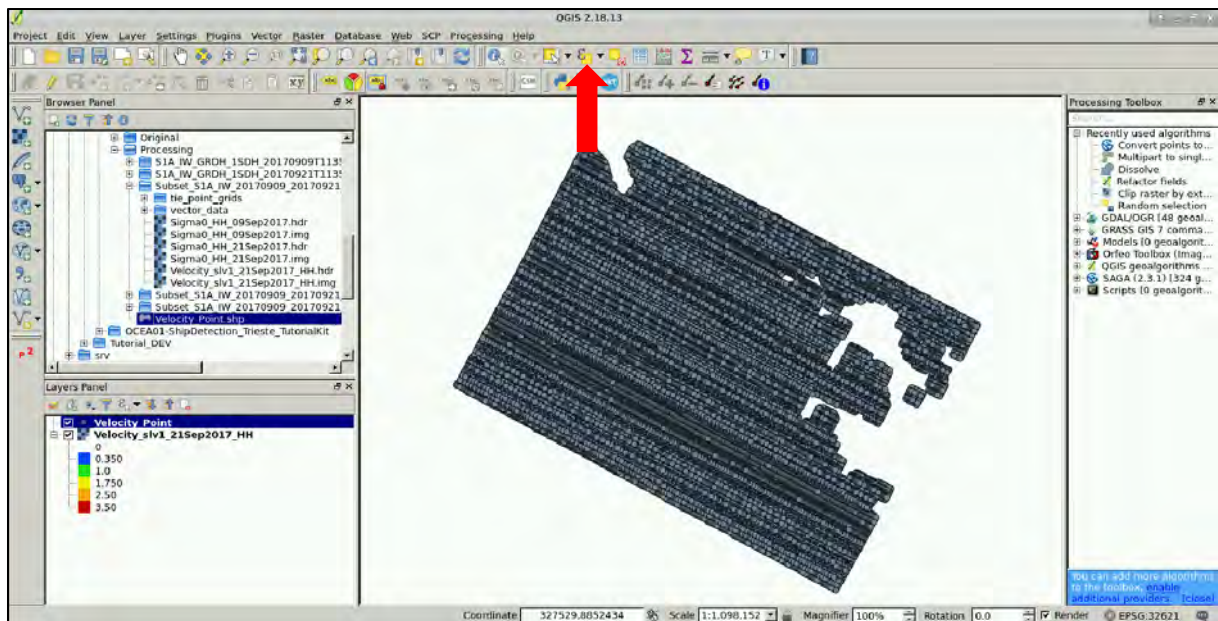 QGIS 2.18.13
Project Edit View Layer Settings Plugins Vector Raster Database Web SCP Processing Help
Browser Panel
Original
Processing
S1A_IW_GRDH_1SDH_20170909T1135
S1A_IW_GRDH_1SDH_20170921T1135
Subset_S1A_IW_20170909_20170921
tie_point_grids
vector_data
Sigma0_HH_09Sep2017.hdr
Sigma0_HH_09Sep2017.img
Sigma0_HH_21Sep2017.hdr
Sigma0_HH_21Sep2017.img
Velocity_slv1_21Sep2017_HH.hdr
Velocity_slv1_21Sep2017_HH.img
Subset_S1A_IW_20170909_20170921
Subset_S1A_IW_20170909_20170921
Velocity_Point.shp
OCEA01-ShipDetection_Trieste_TutorialKit
Tutorial_DEV
srv
Layers Panel
Velocity_Point
Velocity_slv1_21Sep2017_HH
0
0.350
1.0
1.750
2.50
3.50
Processing Toolbox
Search...
Recently used algorithms
Convert points to...
Multipart to singl...
Dissolve
Refactor fields
Clip raster by ext...
Random selection
GDAL/OGR [48 geoal...
GRASS GIS 7 comma...
Models [0 geoalgorit...
Orfeo Toolbox (Imag...
QGIS geoalgorithms ...
SAGA (2.3.1) [324 g...
Scripts [0 geoalgorit...
You can add more algorithms
to the toolbox, enable
additional providers. [close]
Coordinate 327529.8852434 Scale 1:1.098.152 Magnifier 100% Rotation 0.0 Render EPSG:32621